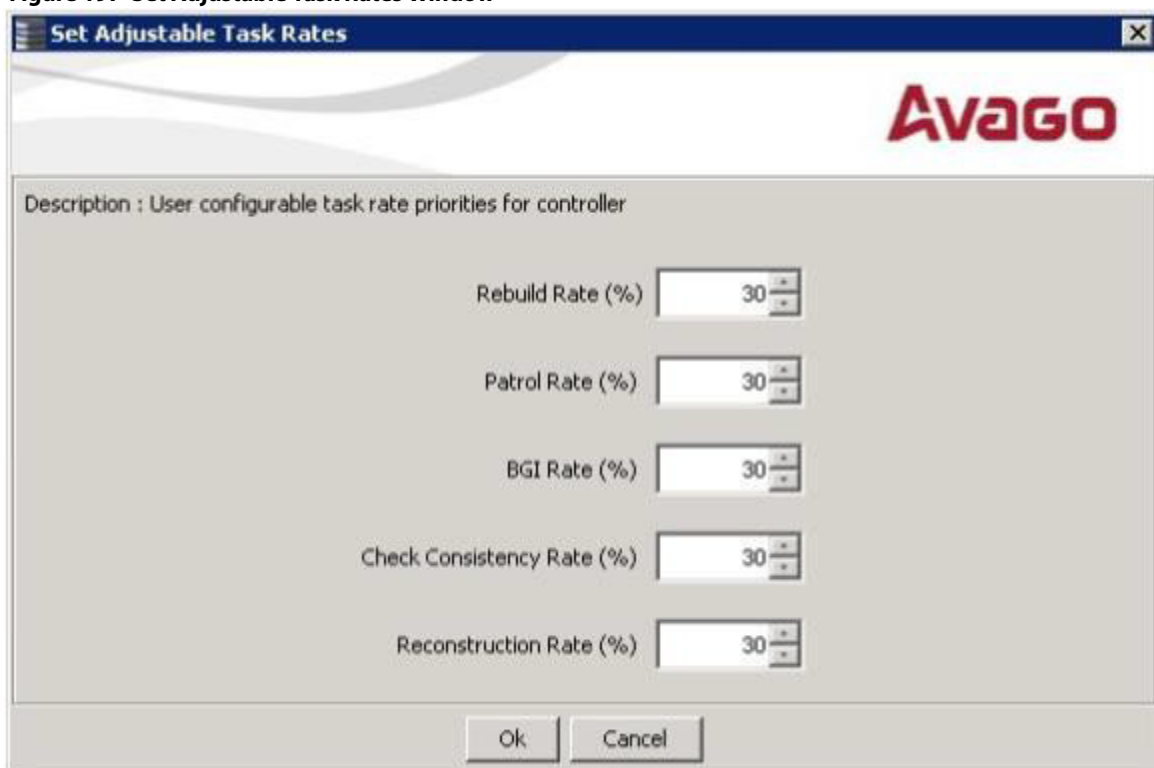 Set Adjustable Task Rates
AVAGO
Description : User configurable task rate priorities for controller
Rebuild Rate (%) 30
Patrol Rate (%) 30
BGI Rate (%) 30
Check Consistency Rate (%) 30
Reconstruction Rate (%) 30
Ok Cancel